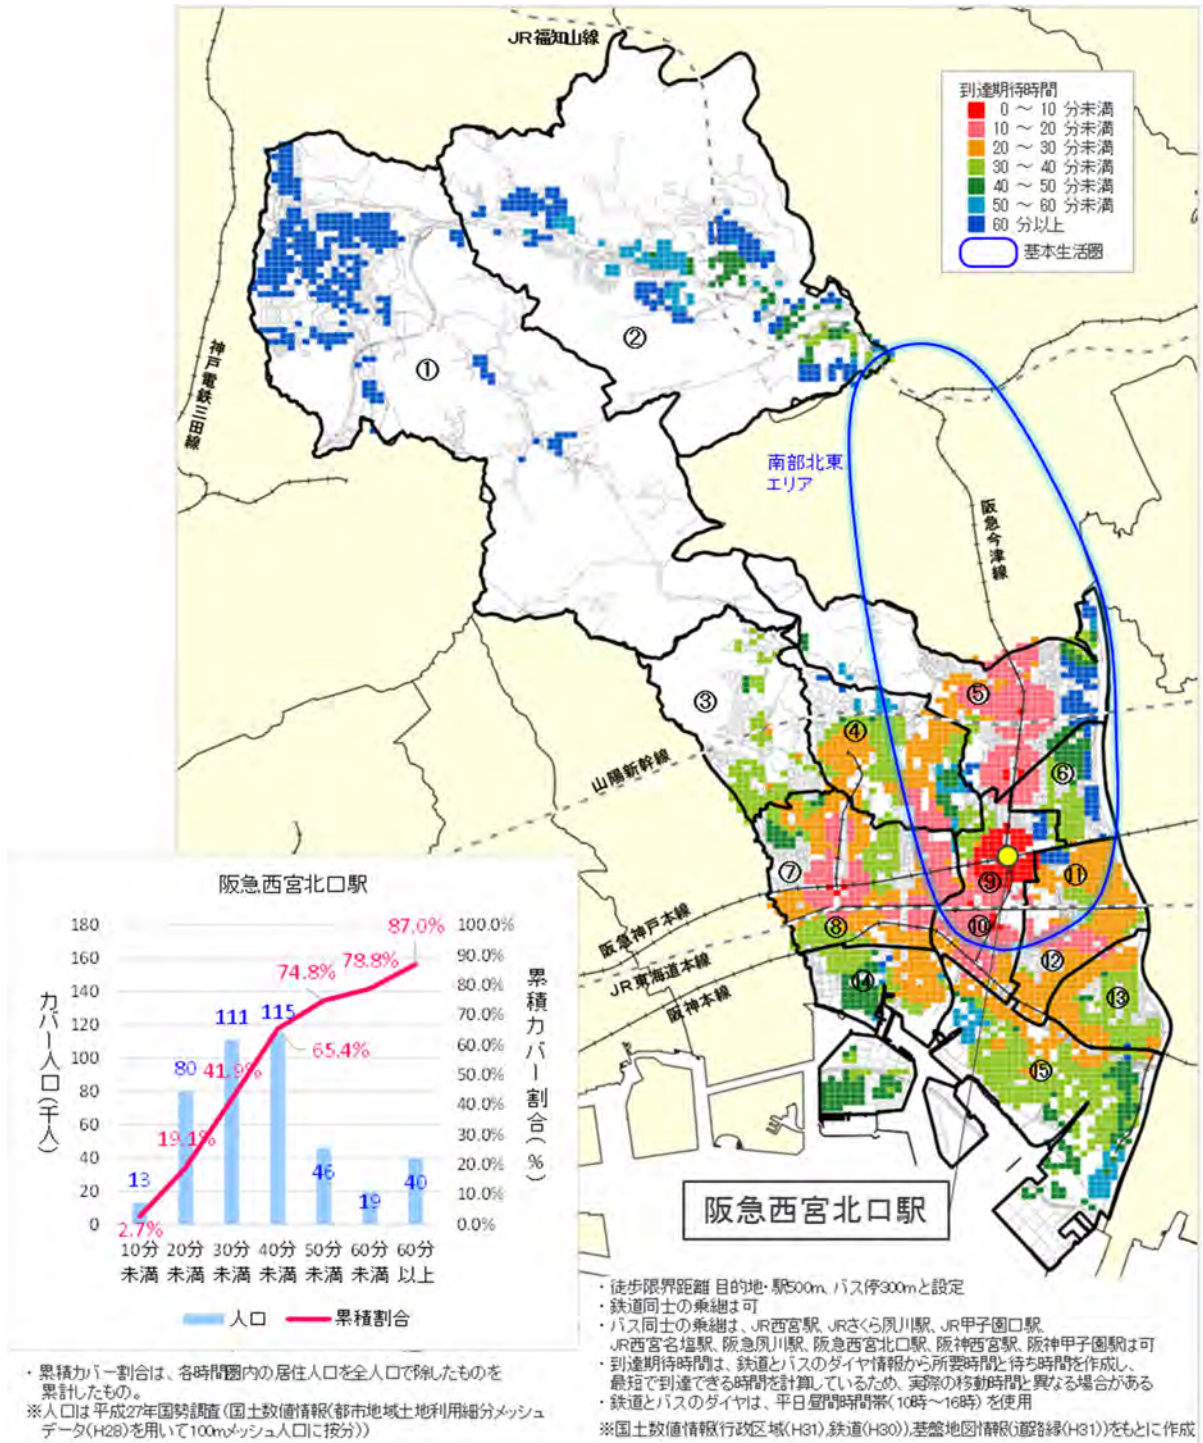 JR福知山線
到達期待時間
0 ～ 10 分未満
10 ～ 20 分未満
20 ～ 30 分未満
30 ～ 40 分未満
40 ～ 50 分未満
50 ～ 60 分未満
60 分以上
基本生活圏
神戸電鉄三田線
①
②
南部北東
エリア
阪急今津線
③
④
⑤
⑥
山陽新幹線
⑦
⑧
⑨
⑩
⑪
⑫
⑬
⑭
⑮
阪急神戸本線
JR東海道本線
阪神本線
阪急西宮北口駅
阪急西宮北口駅
カバー人口(千人)
180
160
140
120
100
80
60
40
20
0
13
80
111
115
46
19
40
2.7%
19.1%
41.9%
65.4%
74.8%
78.8%
87.0%
100.0%
90.0%
80.0%
70.0%
60.0%
50.0%
40.0%
30.0%
20.0%
10.0%
0.0%
累積カバー割合(%)
10分 20分 30分 40分 50分 60分 60分
未満 未満 未満 未満 未満 未満 以上
人口 累積割合
・累積カバー割合は、各時間圏内の居住人口を全人口で除したものを
累計したもの。
※人口は平成27年国勢調査(国土数値情報(都市地域土地利用細分メッシュ
データ(H28)を用いて100mメッシュ人口に按分))
・徒歩限界距離 目的地・駅500m、バス停300mと設定
・鉄道同士の乗継は可
・バス同士の乗継は、JR西宮駅、JRさくら夙川駅、JR甲子園口駅、
JR西宮名塩駅、阪急夙川駅、阪急西宮北口駅、阪神西宮駅、阪神甲子園駅は可
・到達期待時間は、鉄道とバスのダイヤ情報から所要時間と待ち時間を作成し、
最短で到達できる時間を計算しているため、実際の移動時間と異なる場合がある
・鉄道とバスのダイヤは、平日昼間時間帯(10時～16時)を使用
※国土数値情報(行政区域(H31),鉄道(H30)),基盤地図情報(道路縁(H31))をもとに作成